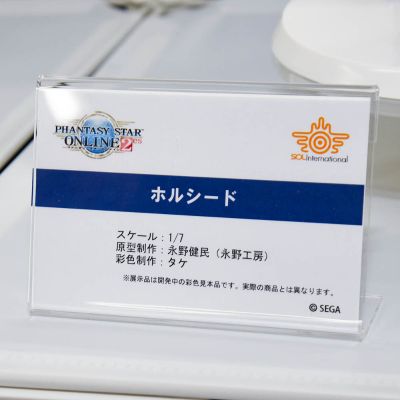 PHANTASY STAR
ONLINE 2 es
SOL International
ホルシード
スケール：1/7
原型制作：永野健民（永野工房）
彩色制作：タケ
※展示品は開発中の彩色見本品です。実際の商品とは異なります。
© SEGA